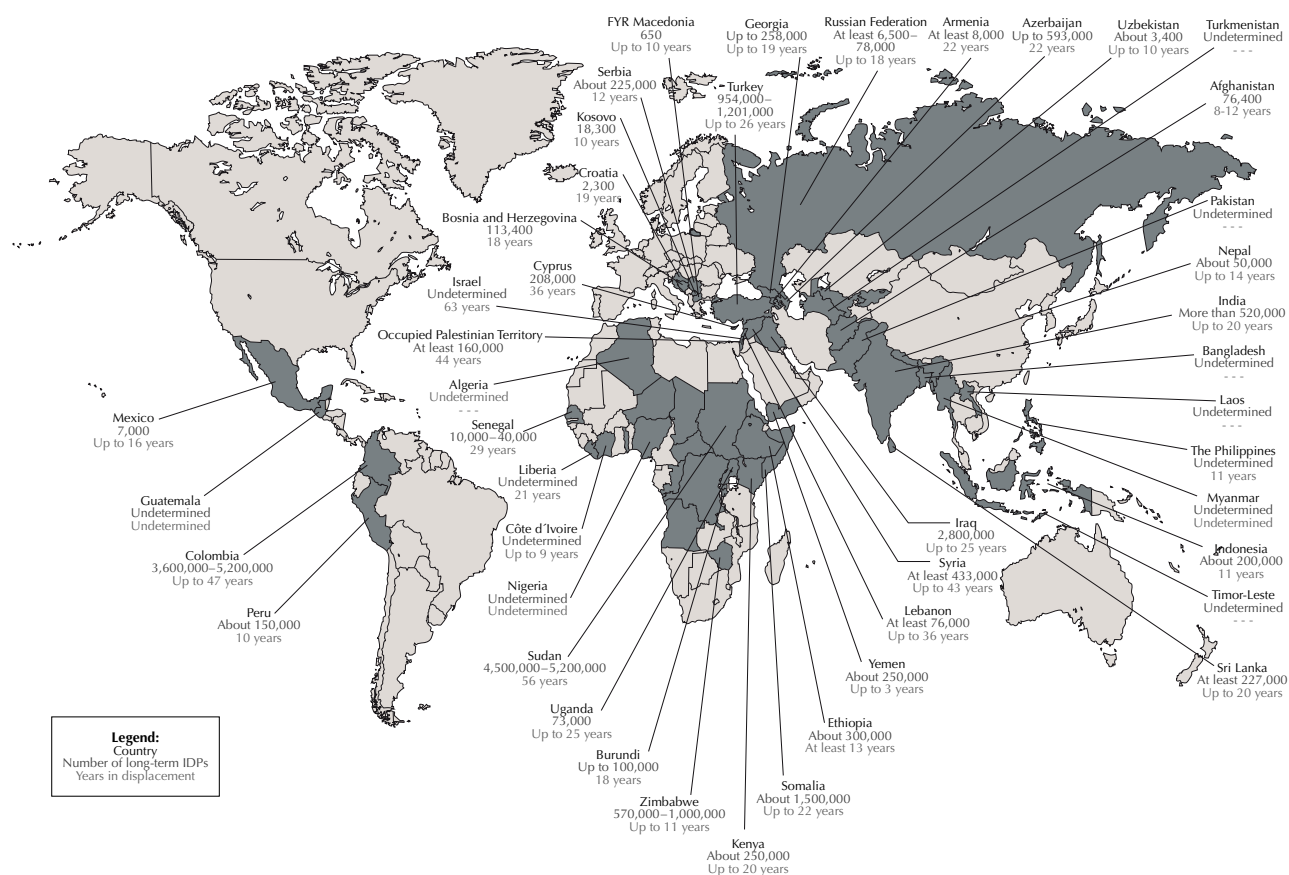 FYR Macedonia
650
Up to 10 years
Georgia
Up to 258,000
Up to 19 years
Russian Federation
At least 6,500–
78,000
Up to 18 years
Armenia
At least 8,000
22 years
Azerbaijan
Up to 593,000
22 years
Uzbekistan
About 3,400
Up to 10 years
Turkmenistan
Undetermined
- - -
Serbia
About 225,000
12 years
Turkey
954,000–
1,201,000
Up to 26 years
Afghanistan
76,400
8-12 years
Kosovo
18,300
10 years
Croatia
2,300
19 years
Bosnia and Herzegovina
113,400
18 years
Pakistan
Undetermined
- - -
Cyprus
208,000
36 years
Nepal
About 50,000
Up to 14 years
Israel
Undetermined
63 years
India
More than 520,000
Up to 20 years
Occupied Palestinian Territory
At least 160,000
44 years
Bangladesh
Undetermined
- - -
Algeria
Undetermined
- - -
Laos
Undetermined
- - -
Mexico
7,000
Up to 16 years
Senegal
10,000–40,000
29 years
The Philippines
Undetermined
11 years
Liberia
Undetermined
21 years
Guatemala
Undetermined
Undetermined
Myanmar
Undetermined
Undetermined
Côte d´Ivoire
Undetermined
Up to 9 years
Iraq
2,800,000
Up to 25 years
Colombia
3,600,000–5,200,000
Up to 47 years
Indonesia
About 200,000
11 years
Syria
At least 433,000
Up to 43 years
Nigeria
Undetermined
Undetermined
Timor-Leste
Undetermined
- - -
Peru
About 150,000
10 years
Lebanon
At least 76,000
Up to 36 years
Sudan
4,500,000–5,200,000
56 years
Yemen
About 250,000
Up to 3 years
Sri Lanka
At least 227,000
Up to 20 years
Uganda
73,000
Up to 25 years
Ethiopia
About 300,000
At least 13 years
Legend:
Country
Number of long-term IDPs
Years in displacement
Burundi
Up to 100,000
18 years
Somalia
About 1,500,000
Up to 22 years
Zimbabwe
570,000–1,000,000
Up to 11 years
Kenya
About 250,000
Up to 20 years